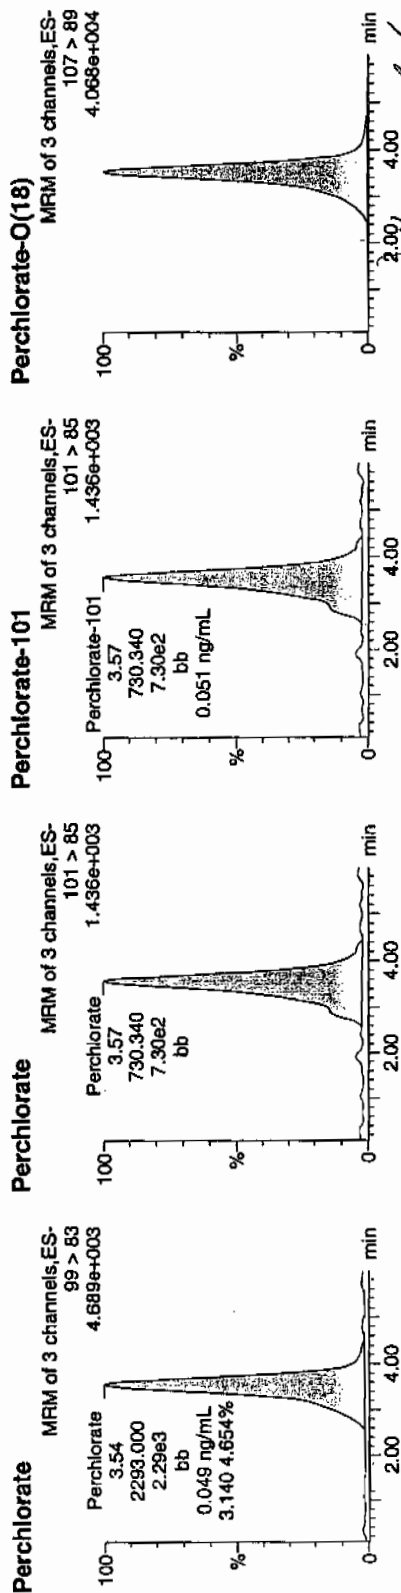 Perchlorate
MRM of 3 channels,ES-
99 > 83
4.689e+003
100
Perchlorate
3.54
2293.000
2.29e3
bb
0.049 ng/mL
3.140 4.654%
%
0
2.00
4.00
min
Perchlorate
MRM of 3 channels,ES-
101 > 85
1.436e+003
100
Perchlorate
3.57
730.340
7.30e2
bb
%
0
2.00
4.00
min
Perchlorate-101
MRM of 3 channels,ES-
101 > 85
1.436e+003
100
Perchlorate-101
3.57
730.340
7.30e2
bb
0.051 ng/mL
%
0
2.00
4.00
min
Perchlorate-O(18)
MRM of 3 channels,ES-
107 > 89
4.068e+004
100
%
0
2.00
4.00
min